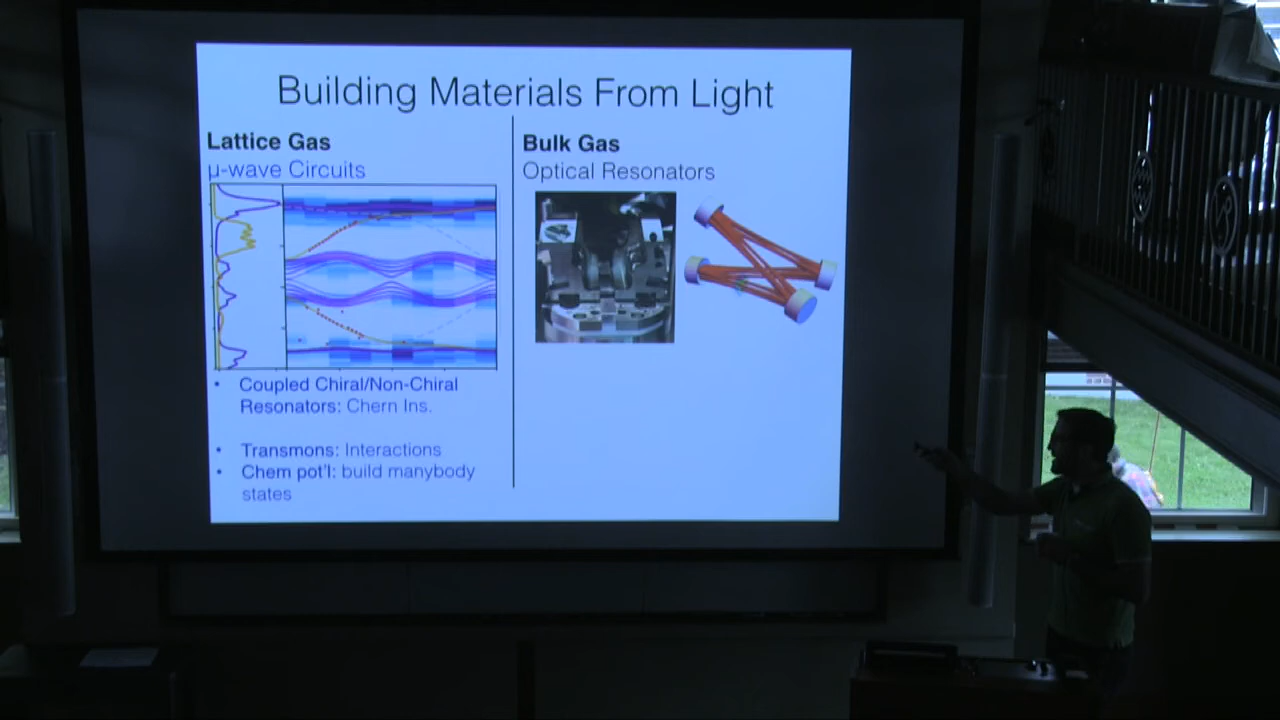 Building Materials From Light
Lattice Gas
µ-wave Circuits
• Coupled Chiral/Non-Chiral
Resonators: Chern Ins.
• Transmons: Interactions
• Chem pot'l: build manybody
states
Bulk Gas
Optical Resonators